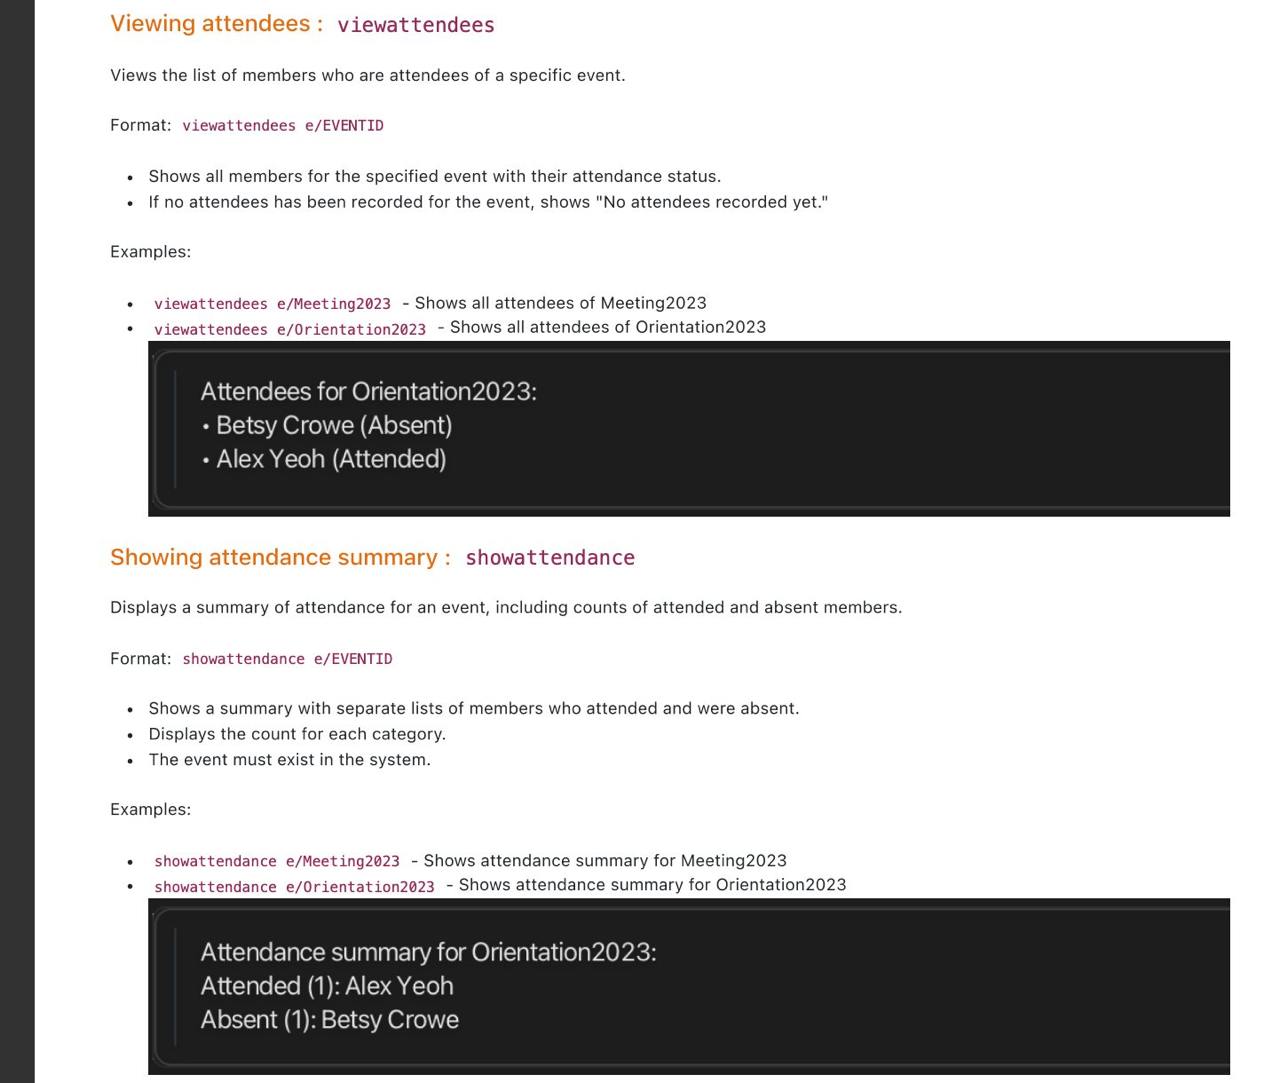 Viewing attendees : viewattendees
Views the list of members who are attendees of a specific event.
Format: viewattendees e/EVENTID
• Shows all members for the specified event with their attendance status.
• If no attendees has been recorded for the event, shows "No attendees recorded yet."
Examples:
• viewattendees e/Meeting2023 - Shows all attendees of Meeting2023
• viewattendees e/Orientation2023 - Shows all attendees of Orientation2023
Attendees for Orientation2023:
• Betsy Crowe (Absent)
• Alex Yeoh (Attended)
Showing attendance summary : showattendance
Displays a summary of attendance for an event, including counts of attended and absent members.
Format: showattendance e/EVENTID
• Shows a summary with separate lists of members who attended and were absent.
• Displays the count for each category.
• The event must exist in the system.
Examples:
• showattendance e/Meeting2023 - Shows attendance summary for Meeting2023
• showattendance e/Orientation2023 - Shows attendance summary for Orientation2023
Attendance summary for Orientation2023:
Attended (1): Alex Yeoh
Absent (1): Betsy Crowe